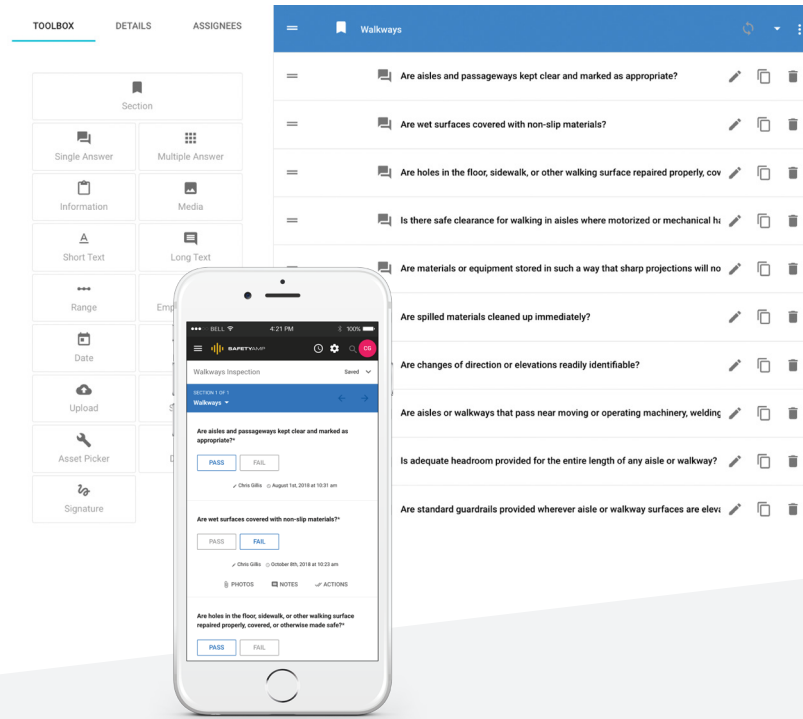 TOOLBOX DETAILS ASSIGNEES
Section
Single Answer Multiple Answer
Information Media
Short Text Long Text
Range Emp
Date
Upload
Asset Picker
Signature
Walkways
Are aisles and passageways kept clear and marked as appropriate?
Are wet surfaces covered with non-slip materials?
Are holes in the floor, sidewalk, or other walking surface repaired properly, cov
Is there safe clearance for walking in aisles where motorized or mechanical ha
Are materials or equipment stored in such a way that sharp projections will no
Are spilled materials cleaned up immediately?
Are changes of direction or elevations readily identifiable?
Are aisles or walkways that pass near moving or operating machinery, welding
Is adequate headroom provided for the entire length of any aisle or walkway?
Are standard guardrails provided wherever aisle or walkway surfaces are eleva
BELL 4:21 PM 100%
SAFETYAMP CG
Walkways Inspection Saved
SECTION 1 OF 1
Walkways
Are aisles and passageways kept clear and marked as
appropriate?*
PASS FAIL
Chris Gillis August 1st, 2018 at 10:31 am
Are wet surfaces covered with non-slip materials?*
PASS FAIL
Chris Gillis October 8th, 2018 at 10:23 am
PHOTOS NOTES ACTIONS
Are holes in the floor, sidewalk, or other walking surface
repaired properly, covered, or otherwise made safe?*
PASS FAIL